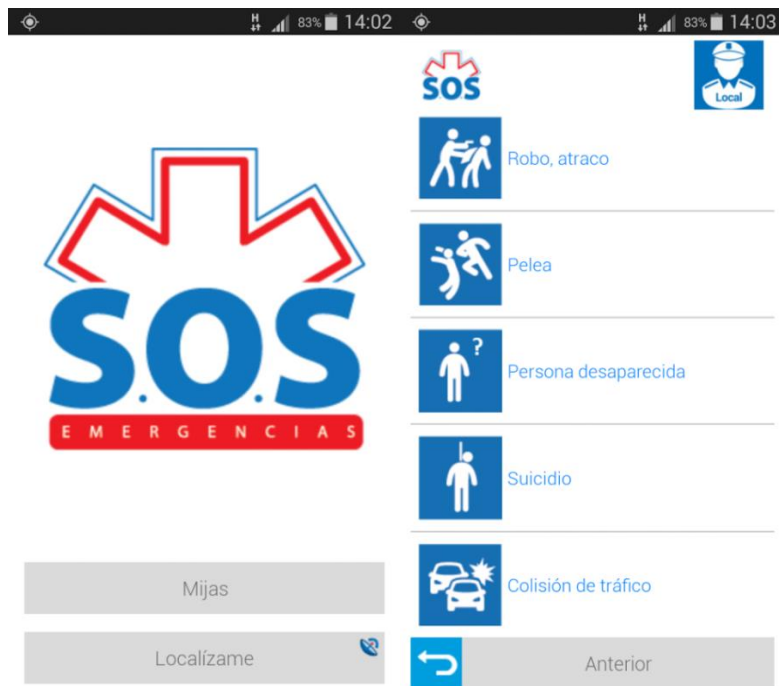 H 83% 14:02
S.O.S
EMERGENCIAS
Mijas
Localízame
H 83% 14:03
SOS
Local
Robo, atraco
Pelea
?
Persona desaparecida
Suicidio
Colisión de tráfico
Anterior